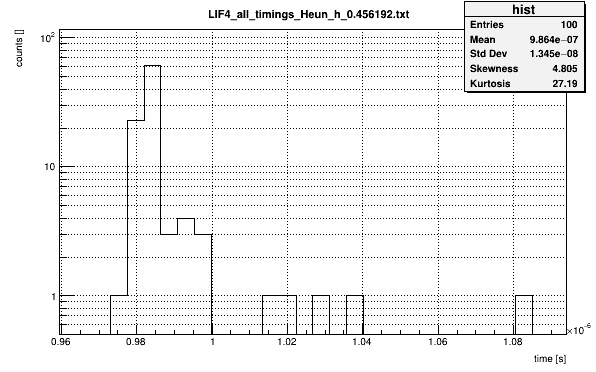 LIF4_all_timings_Heun_h_0.456192.txt
hist
Entries 100
Mean 9.864e−07
Std Dev 1.345e−08
Skewness 4.805
Kurtosis 27.19
counts []
10²
10
1
0.96 0.98 1 1.02 1.04 1.06 1.08
×10⁻⁶
time [s]